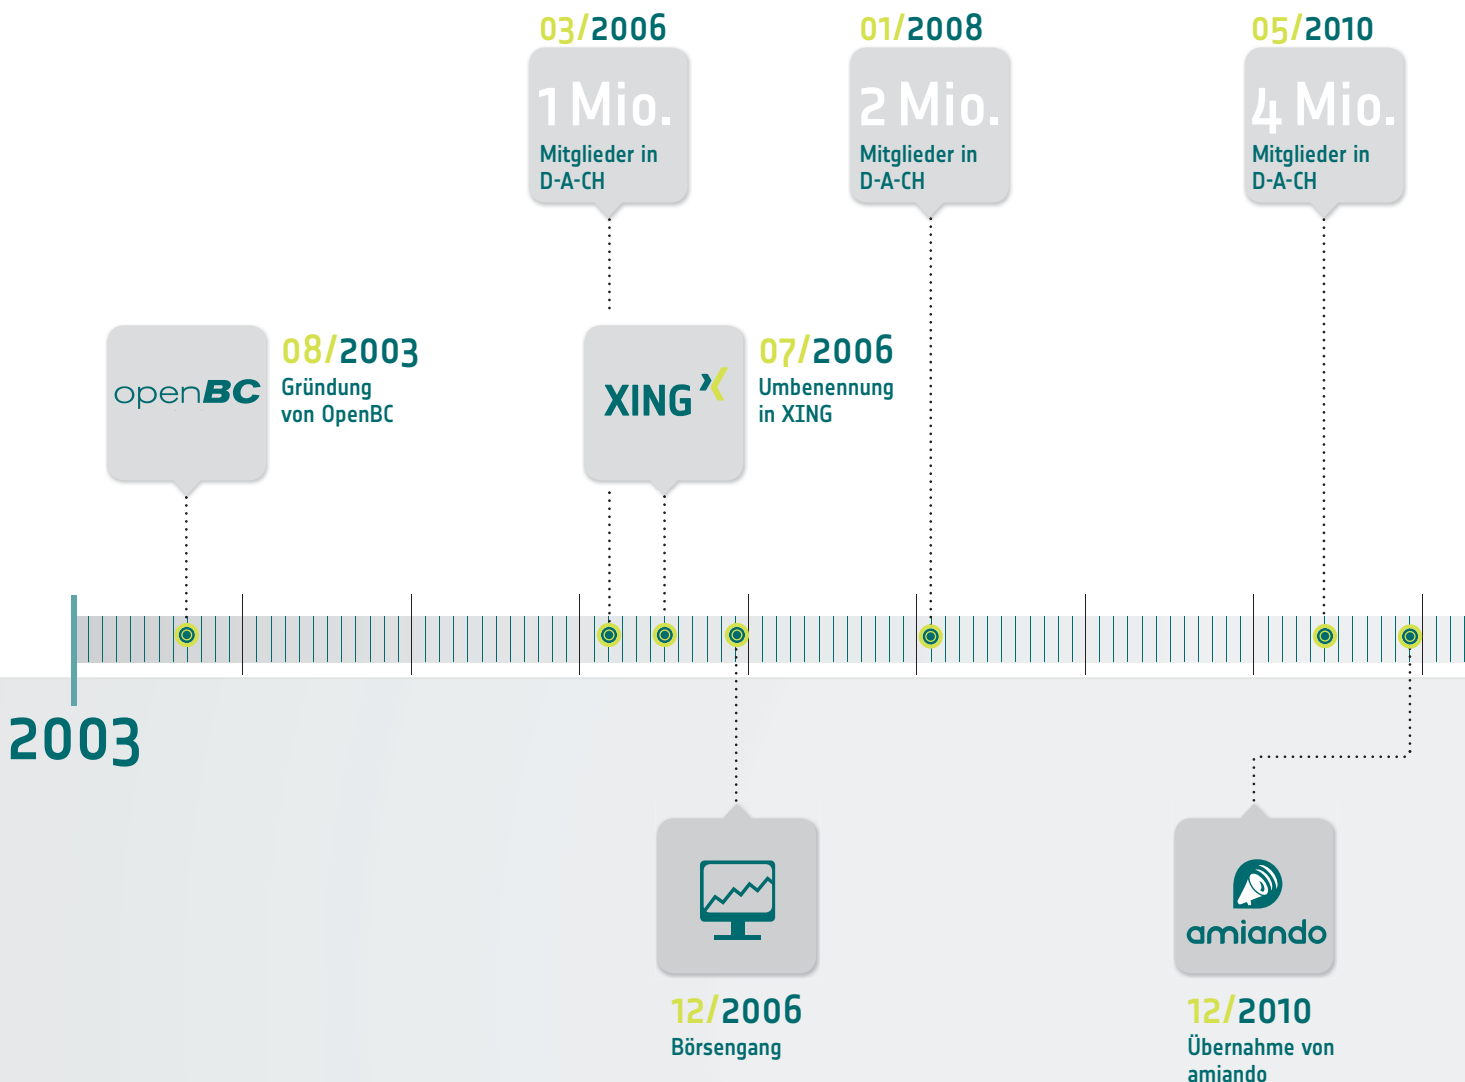 03/2006
1 Mio.
Mitglieder in
D-A-CH
01/2008
2 Mio.
Mitglieder in
D-A-CH
05/2010
4 Mio.
Mitglieder in
D-A-CH
openBC
08/2003
Gründung
von OpenBC
XING
07/2006
Umbenennung
in XING
2003
12/2006
Börsengang
amiando
12/2010
Übernahme von
amiando